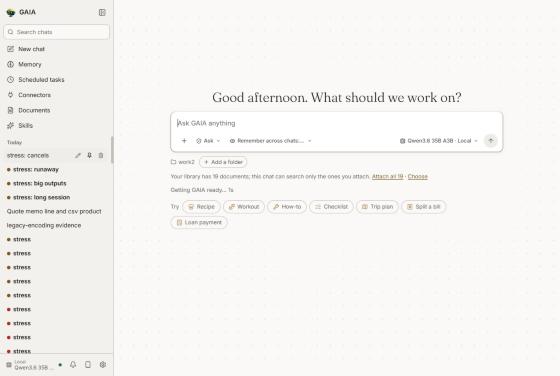 GAIA
Search chats
New chat
Memory
Scheduled tasks
Connectors
Documents
Skills
Today
stress: cancels
stress: runaway
stress: big outputs
stress: long session
Quote memo line and csv product
legacy-encoding evidence
stress
stress
stress
stress
stress
stress
stress
stress
stress
Local
Qwen3.6 35B ...
Good afternoon. What should we work on?
Ask GAIA anything
Ask
Remember across chats:...
Qwen3.6 35B A3B · Local
work2
Add a folder
Your library has 19 documents; this chat can search only the ones you attach. Attach all 19 · Choose
Getting GAIA ready... 1s
Try
Recipe
Workout
How-to
Checklist
Trip plan
Split a bill
Loan payment